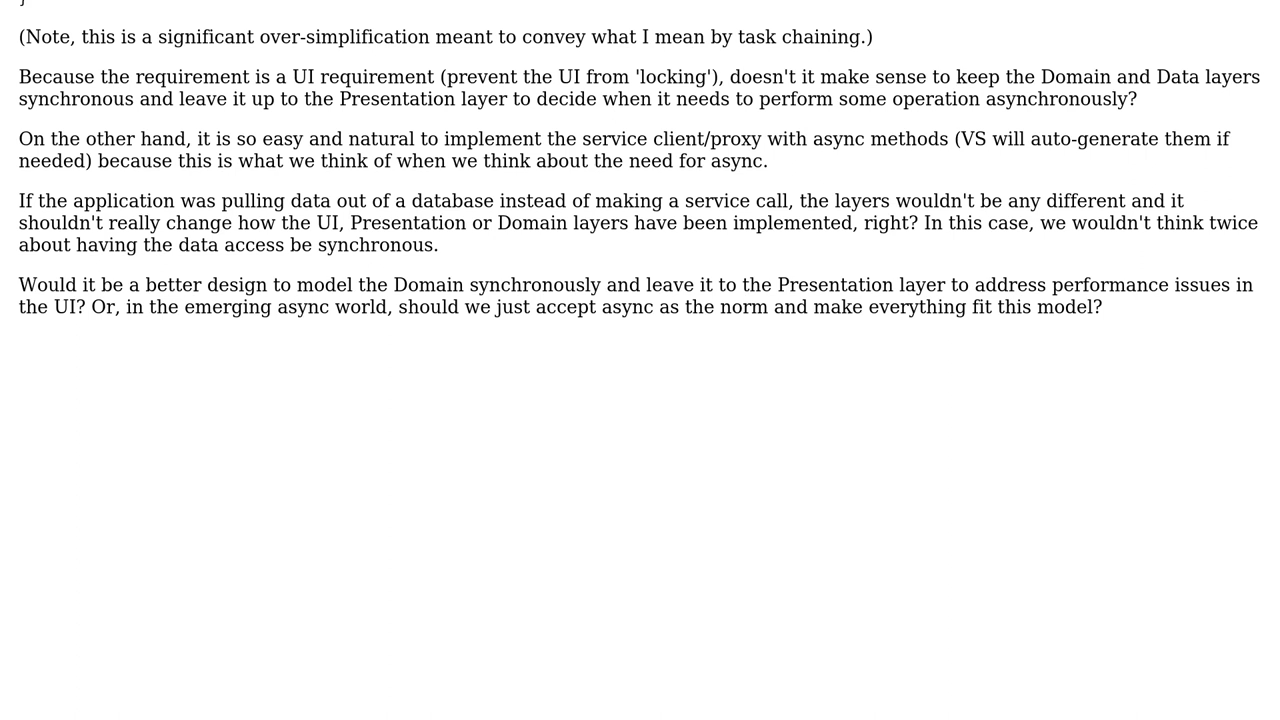 }
(Note, this is a significant over-simplification meant to convey what I mean by task chaining.)
Because the requirement is a UI requirement (prevent the UI from 'locking'), doesn't it make sense to keep the Domain and Data layers
synchronous and leave it up to the Presentation layer to decide when it needs to perform some operation asynchronously?
On the other hand, it is so easy and natural to implement the service client/proxy with async methods (VS will auto-generate them if
needed) because this is what we think of when we think about the need for async.
If the application was pulling data out of a database instead of making a service call, the layers wouldn't be any different and it
shouldn't really change how the UI, Presentation or Domain layers have been implemented, right? In this case, we wouldn't think twice
about having the data access be synchronous.
Would it be a better design to model the Domain synchronously and leave it to the Presentation layer to address performance issues in
the UI? Or, in the emerging async world, should we just accept async as the norm and make everything fit this model?